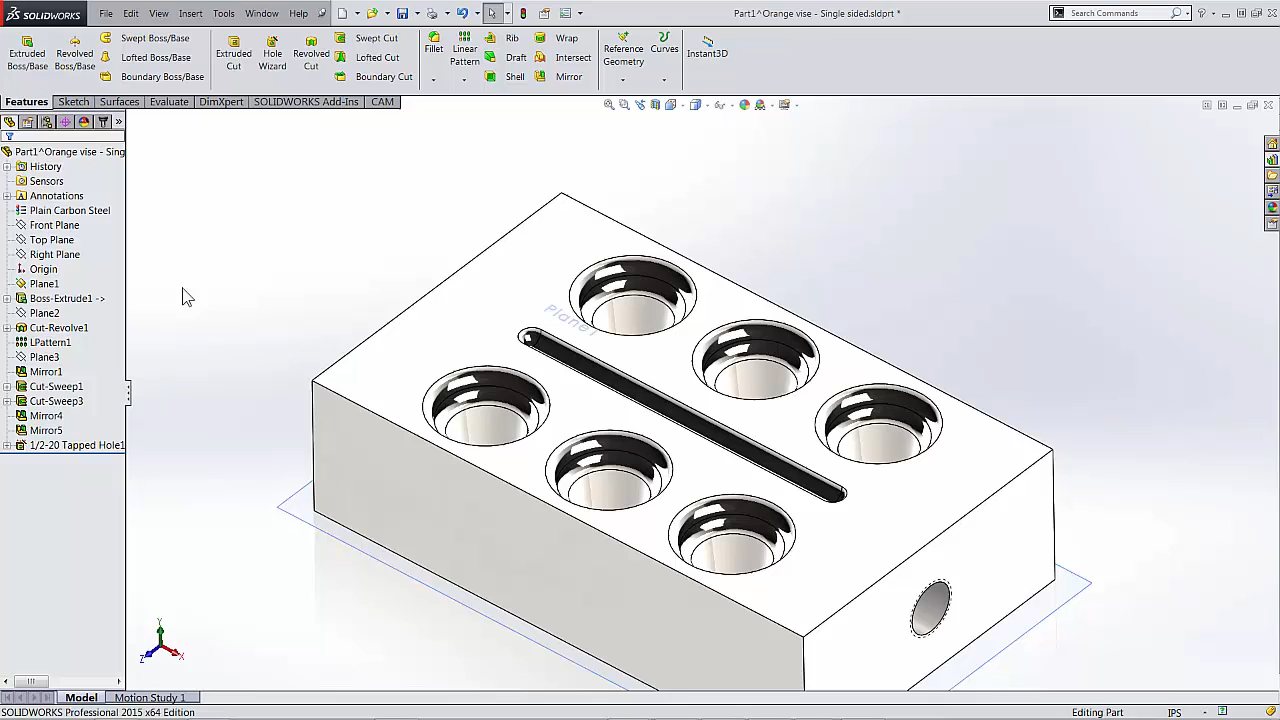 SOLIDWORKS File Edit View Insert Tools Window Help Part1^Orange vise - Single sided.sldprt * Search Commands
Extruded Boss/Base
Revolved Boss/Base
Swept Boss/Base
Lofted Boss/Base
Boundary Boss/Base
Extruded Cut
Hole Wizard
Revolved Cut
Swept Cut
Lofted Cut
Boundary Cut
Fillet
Linear Pattern
Rib
Draft
Shell
Wrap
Intersect
Mirror
Reference Geometry
Curves
Instant3D
Features Sketch Surfaces Evaluate DimXpert SOLIDWORKS Add-Ins CAM
Part1^Orange vise - Sing
History
Sensors
Annotations
Plain Carbon Steel
Front Plane
Top Plane
Right Plane
Origin
Plane1
Boss-Extrude1 ->
Plane2
Cut-Revolve1
LPattern1
Plane3
Mirror1
Cut-Sweep1
Cut-Sweep3
Mirror4
Mirror5
1/2-20 Tapped Hole1
Y
X
Z
Model Motion Study 1
SOLIDWORKS Professional 2015 x64 Edition Editing Part IPS